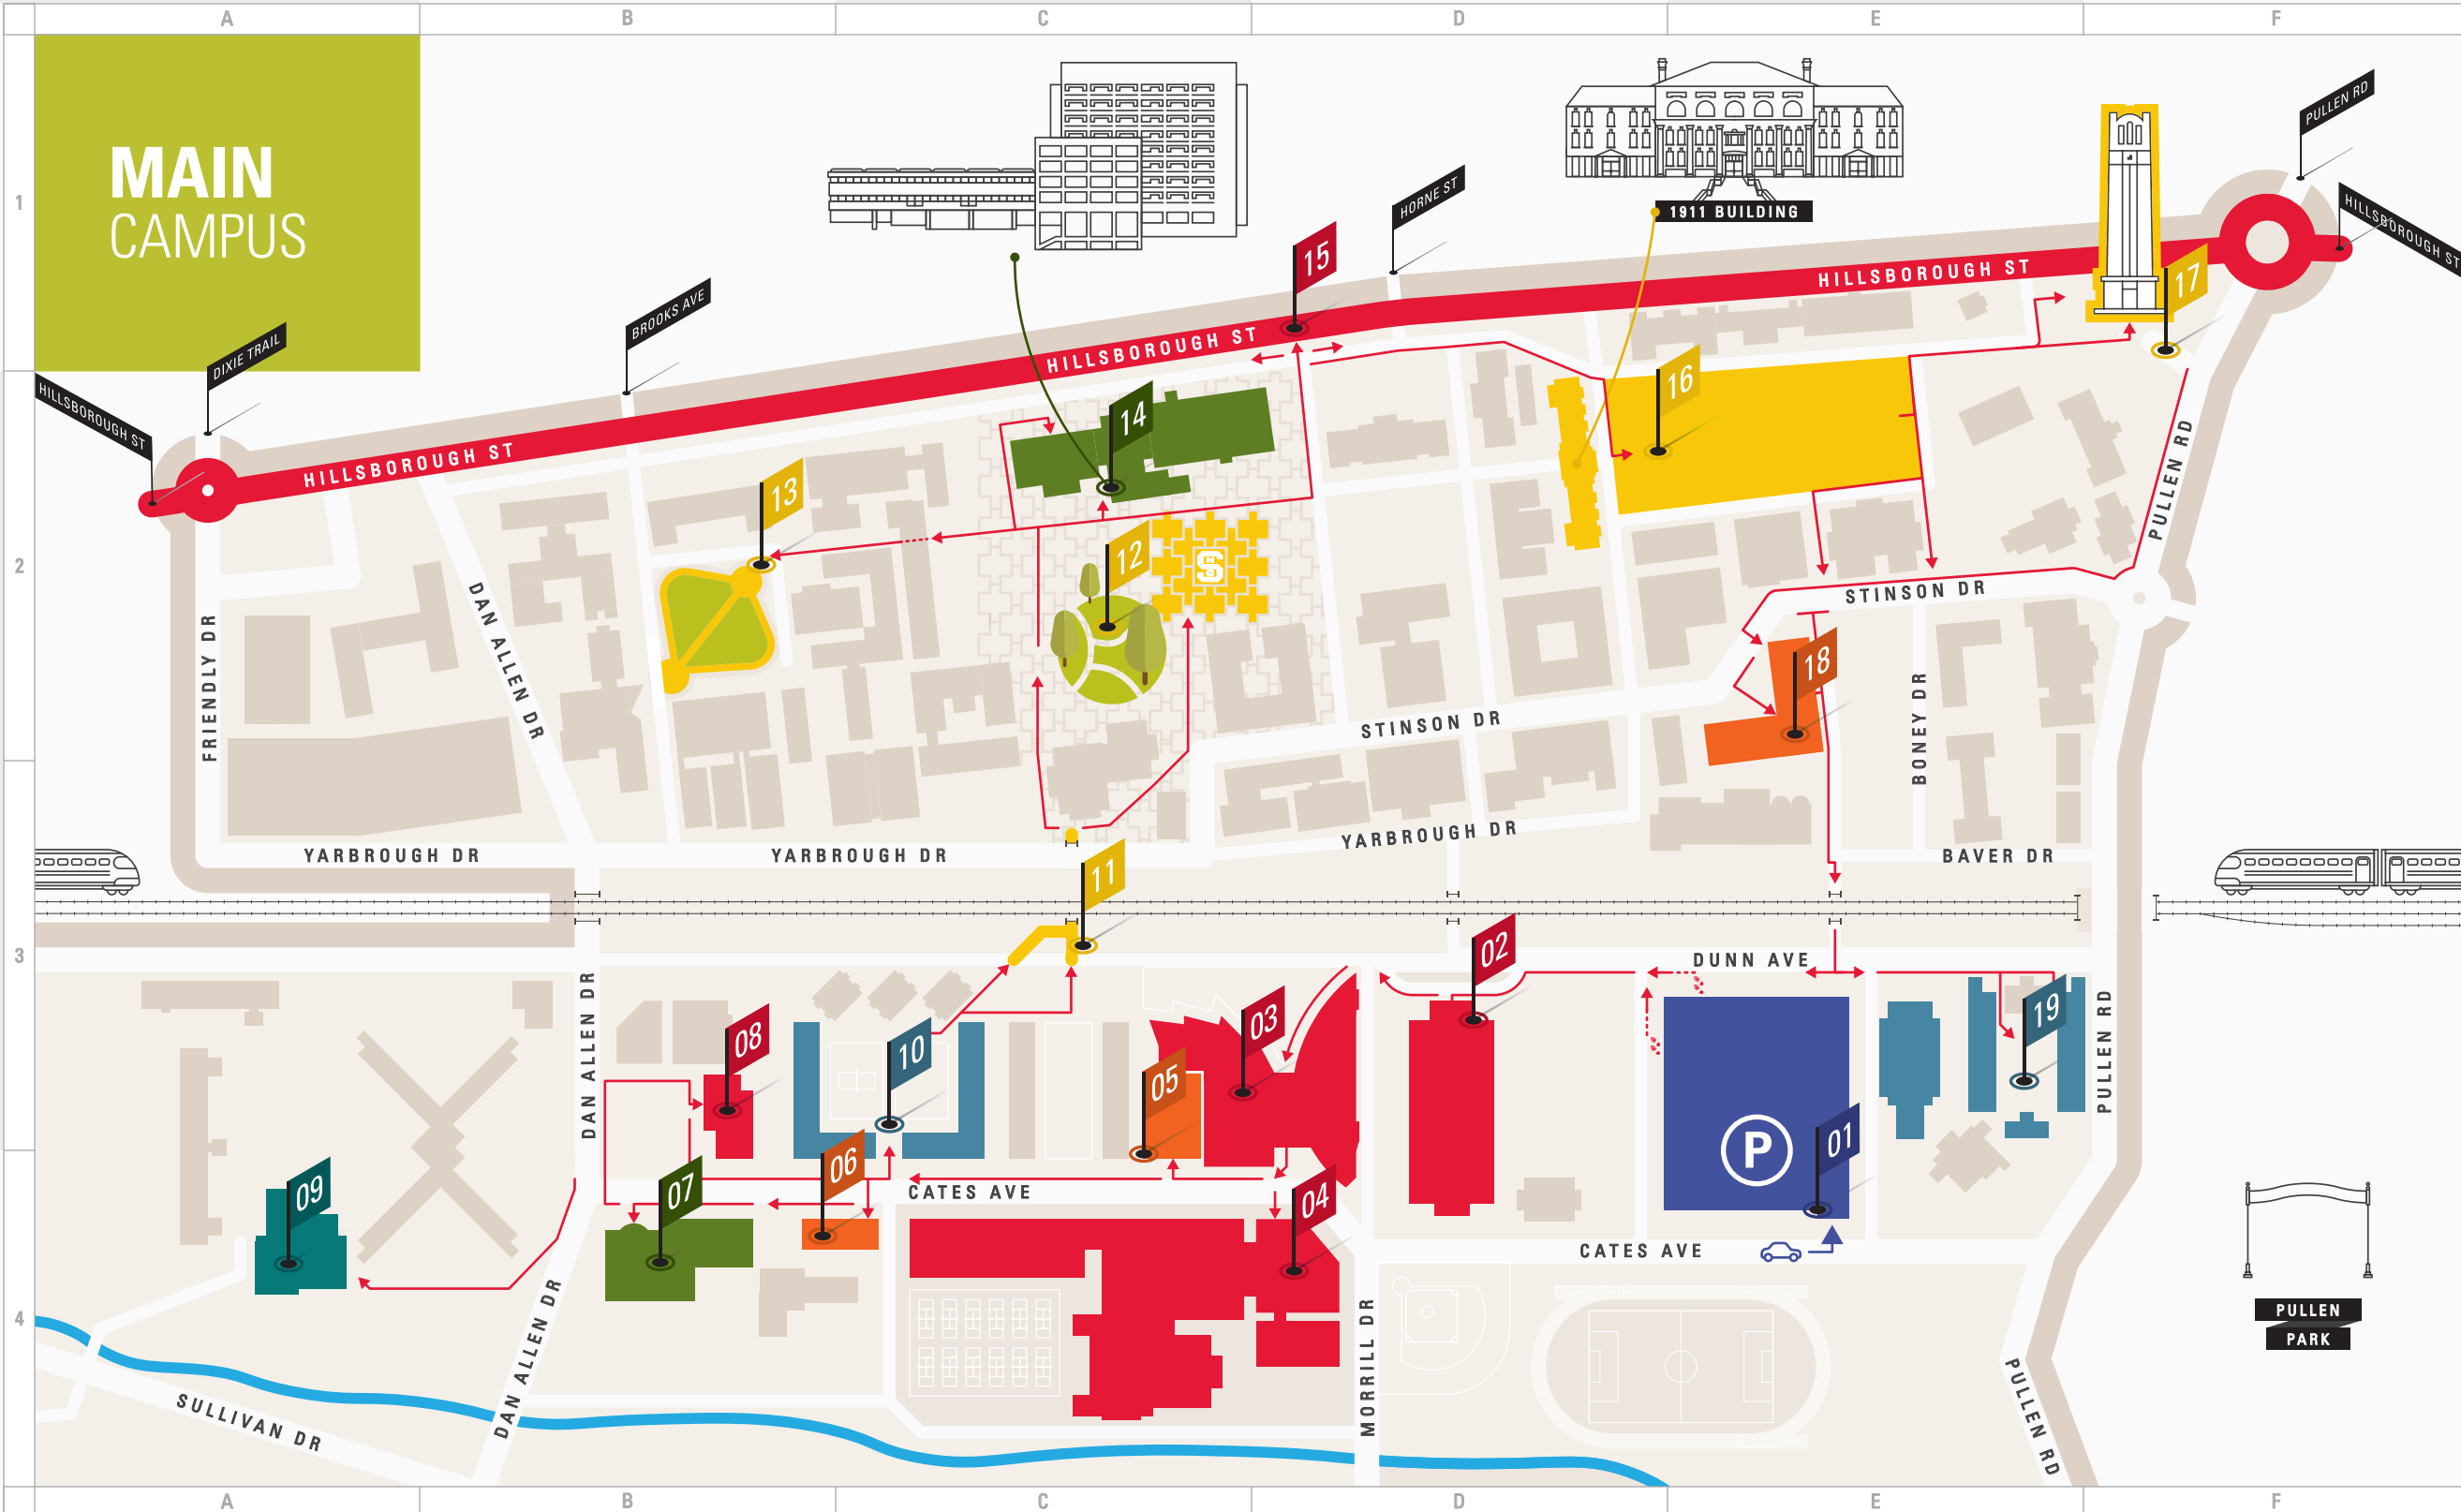 A
B
C
D
E
F
MAIN
CAMPUS
1
2
3
4
PULLEN RD
HILLSBOROUGH ST
HORNE ST
1911 BUILDING
BROOKS AVE
DIXIE TRAIL
HILLSBOROUGH ST
HILLSBOROUGH ST
HILLSBOROUGH ST
HILLSBOROUGH ST
15
17
16
14
13
12
S
PULLEN RD
STINSON DR
18
DAN ALLEN DR
FRIENDLY DR
STINSON DR
BONEY DR
YARBROUGH DR
YARBROUGH DR
YARBROUGH DR
BAVER DR
11
02
DUNN AVE
DAN ALLEN DR
08
10
03
05
19
PULLEN RD
P
01
06
07
09
04
CATES AVE
CATES AVE
DAN ALLEN DR
MORRILL DR
SULLIVAN DR
PULLEN RD
PULLEN
PARK
A
B
C
D
E
F